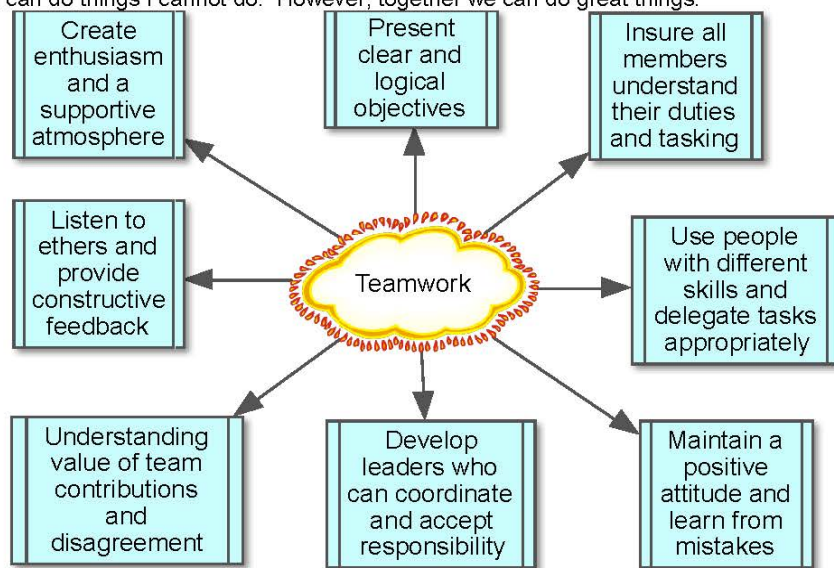 can do things I cannot do.  However, together we can do great things.
Create
enthusiasm
and a
supportive
atmosphere
Present
clear and
logical
objectives
Insure all
members
understand
their duties
and tasking
Listen to
ethers and
provide
constructive
feedback
Teamwork
Use people
with different
skills and
delegate tasks
appropriately
Understanding
value of team
contributions
and
disagreement
Develop
leaders who
can coordinate
and accept
responsibility
Maintain a
positive
attitude and
learn from
mistakes